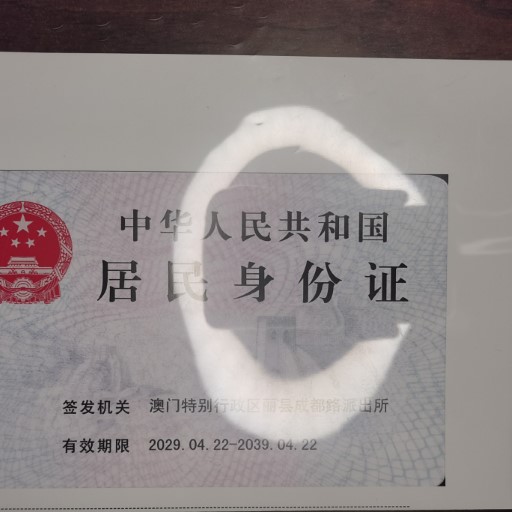 中华人民共和国
居民身份证
签发机关 澳门特别行政区丽县成都路派出所
有效期限 2029.04.22-2039.04.22